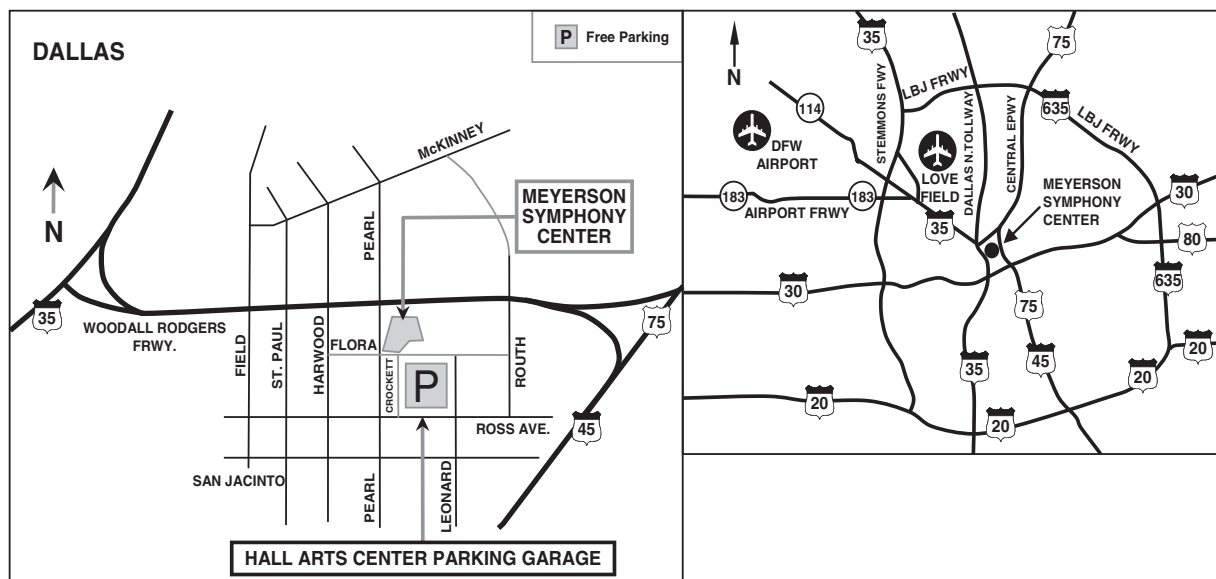 DALLAS
P Free Parking
N
McKINNEY
MEYERSON
SYMPHONY
CENTER
PEARL
35
WOODALL RODGERS
FRWY.
FIELD
ST. PAUL
HARWOOD
FLORA
CROCKETT
P
ROUTH
75
ROSS AVE.
45
SAN JACINTO
PEARL
LEONARD
HALL ARTS CENTER PARKING GARAGE
N
35
75
STEMMONS FWY
LBJ FRWY
DALLAS N.TOLLWAY
CENTRAL EPWY
635
LBJ FRWY
114
DFW
AIRPORT
LOVE
FIELD
MEYERSON
SYMPHONY
CENTER
183
183
AIRPORT FRWY
35
30
80
30
635
75
35
45
20
20
20
20